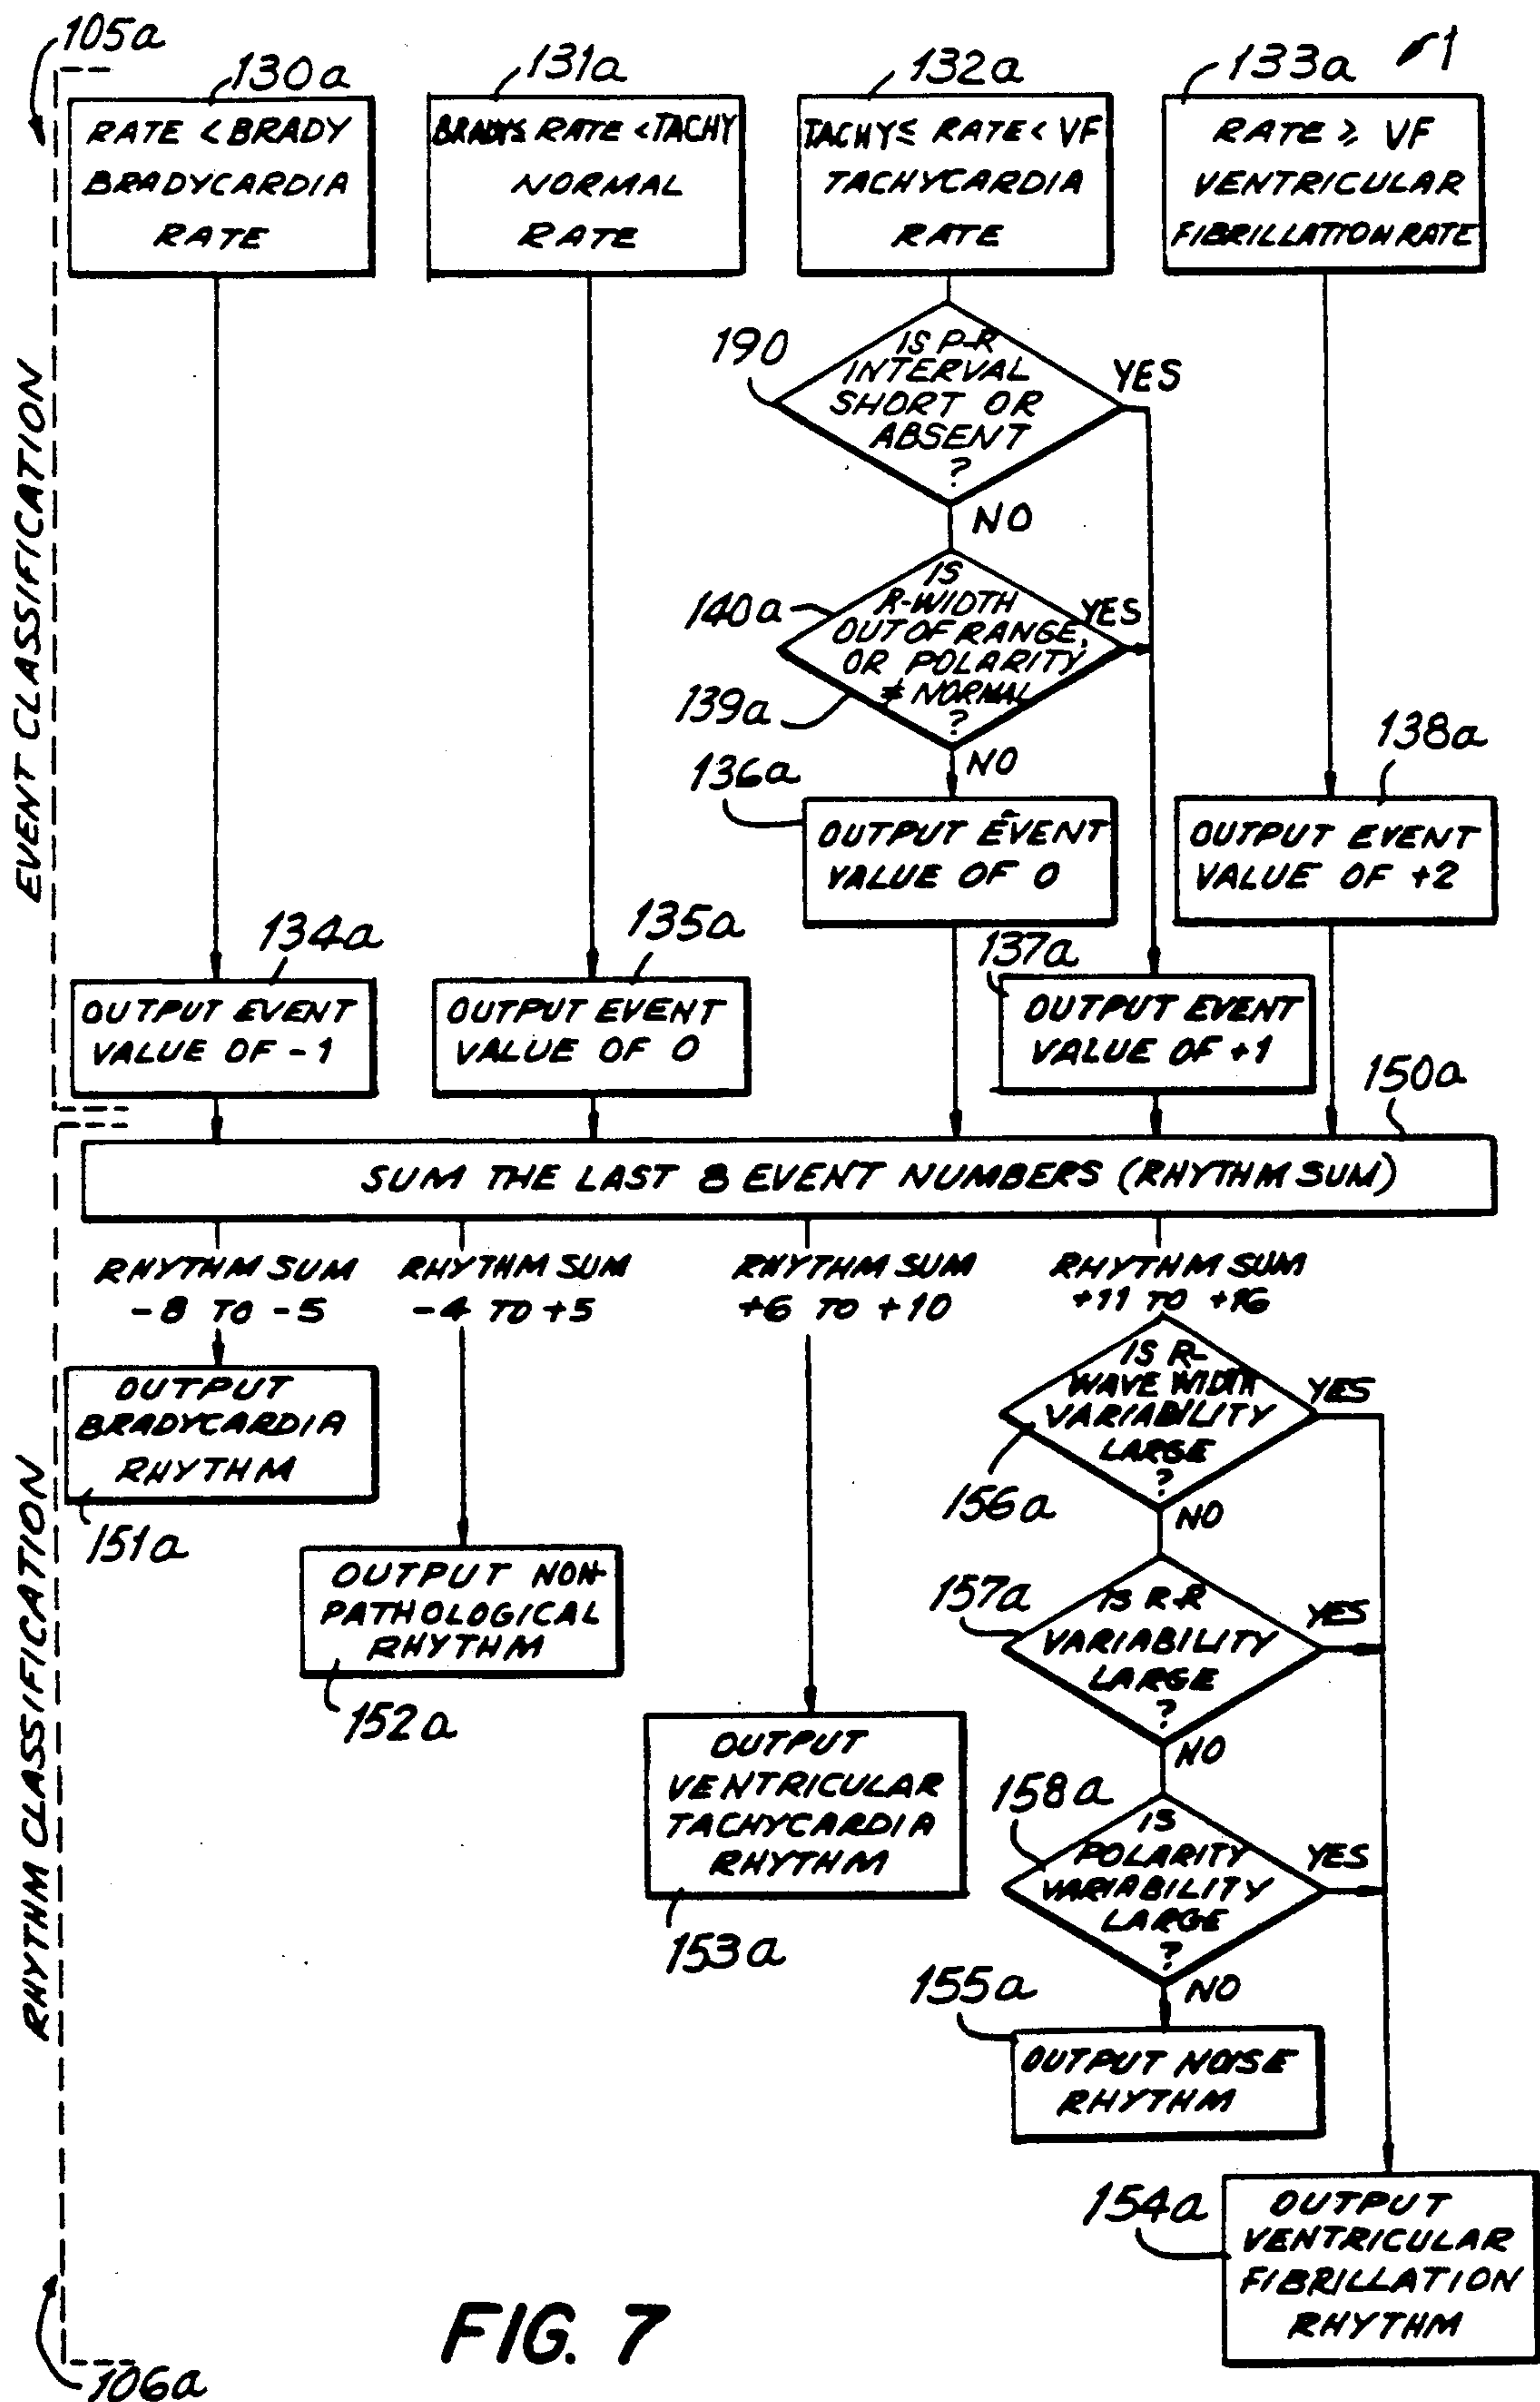 105a
130a
131a
132a
133a
1
RATE < BRADY
BRADYCARDIA
RATE
BRADY≤ RATE <TACHY
NORMAL
RATE
TACHY≤ RATE < VF
TACHYCARDIA
RATE
RATE ≥ VF
VENTRICULAR
FIBRILLATION RATE
EVENT CLASSIFICATION
190
IS P-R
INTERVAL
SHORT OR
ABSENT
?
YES
NO
140a
IS
R-WIDTH
OUT OF RANGE,
OR POLARITY
≠ NORMAL
?
YES
139a
NO
136a
OUTPUT EVENT
VALUE OF 0
138a
OUTPUT EVENT
VALUE OF +2
134a
OUTPUT EVENT
VALUE OF -1
135a
OUTPUT EVENT
VALUE OF 0
137a
OUTPUT EVENT
VALUE OF +1
150a
SUM THE LAST 8 EVENT NUMBERS (RHYTHM SUM)
RHYTHM SUM
-8 TO -5
RHYTHM SUM
-4 TO +5
RHYTHM SUM
+6 TO +10
RHYTHM SUM
+11 TO +16
RHYTHM CLASSIFICATION
OUTPUT
BRADYCARDIA
RHYTHM
151a
OUTPUT NON-
PATHOLOGICAL
RHYTHM
152a
OUTPUT
VENTRICULAR
TACHYCARDIA
RHYTHM
153a
IS R-
WAVE WIDTH
VARIABILITY
LARGE
?
YES
156a
NO
157a
IS R-R
VARIABILITY
LARGE
?
YES
NO
158a
IS
POLARITY
VARIABILITY
LARGE
?
YES
NO
155a
OUTPUT NOISE
RHYTHM
154a
OUTPUT
VENTRICULAR
FIBRILLATION
RHYTHM
FIG. 7
106a